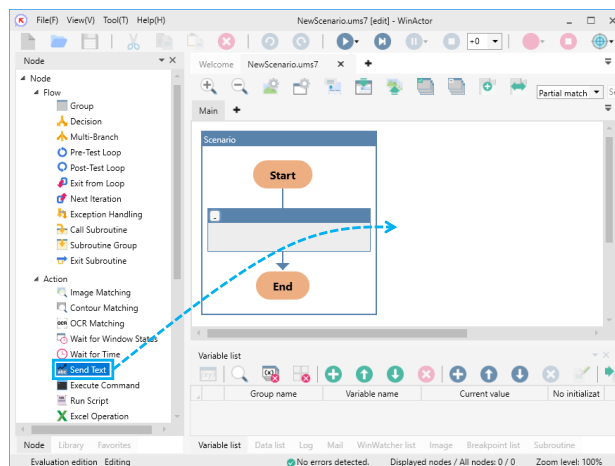 File(F) View(V) Tool(T) Help(H) NewScenario.ums7 [edit] - WinActor
+0
Node
Node
Flow
Group
Decision
Multi-Branch
Pre-Test Loop
Post-Test Loop
Exit from Loop
Next Iteration
Exception Handling
Call Subroutine
Subroutine Group
Exit Subroutine
Action
Image Matching
Contour Matching
OCR OCR Matching
Wait for Window Status
Wait for Time
Send Text
Execute Command
Run Script
Excel Operation
Node Library Favorites
Welcome NewScenario.ums7
Partial match
Main
Scenario
Start
End
Variable list
Group name Variable name Current value No initializat
Variable list Data list Log Mail WinWatcher list Image Breakpoint list Subroutine
Evaluation edition Editing No errors detected. Displayed nodes / All nodes: 0 / 0 Zoom level: 100%